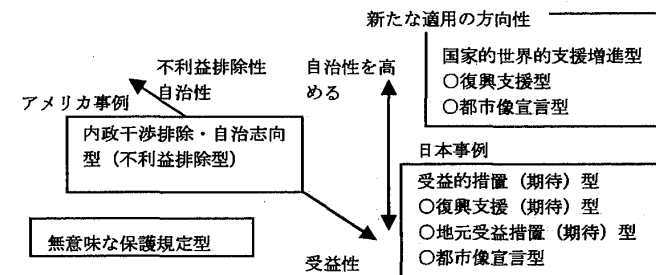 新たな適用の方向性
国家的世界的支援増進型
○復興支援型
○都市像宣言型
不利益排除性
自治性
自治性を高
める
アメリカ事例
内政干渉排除・自治志向
型（不利益排除型）
日本事例
受益的措置（期待）型
○復興支援（期待）型
○地元受益措置（期待）型
○都市像宣言型
無意味な保護規定型
受益性